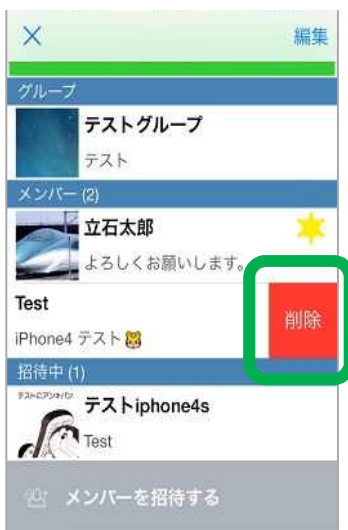 編集
グループ
テストグループ
テスト
メンバー (2)
立石太郎
よろしくお願いします。
Test
削除
iPhone4 テスト🐯
招待中 (1)
テストiphone4s
Test
メンバーを招待する